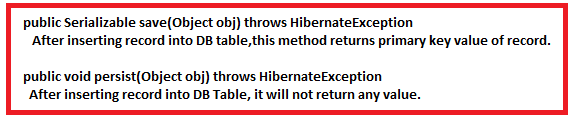 public Serializable save(Object obj) throws HibernateException
After inserting record into DB table,this method returns primary key value of record.
public void persist(Object obj) throws HibernateException
After inserting record into DB Table, it will not return any value.